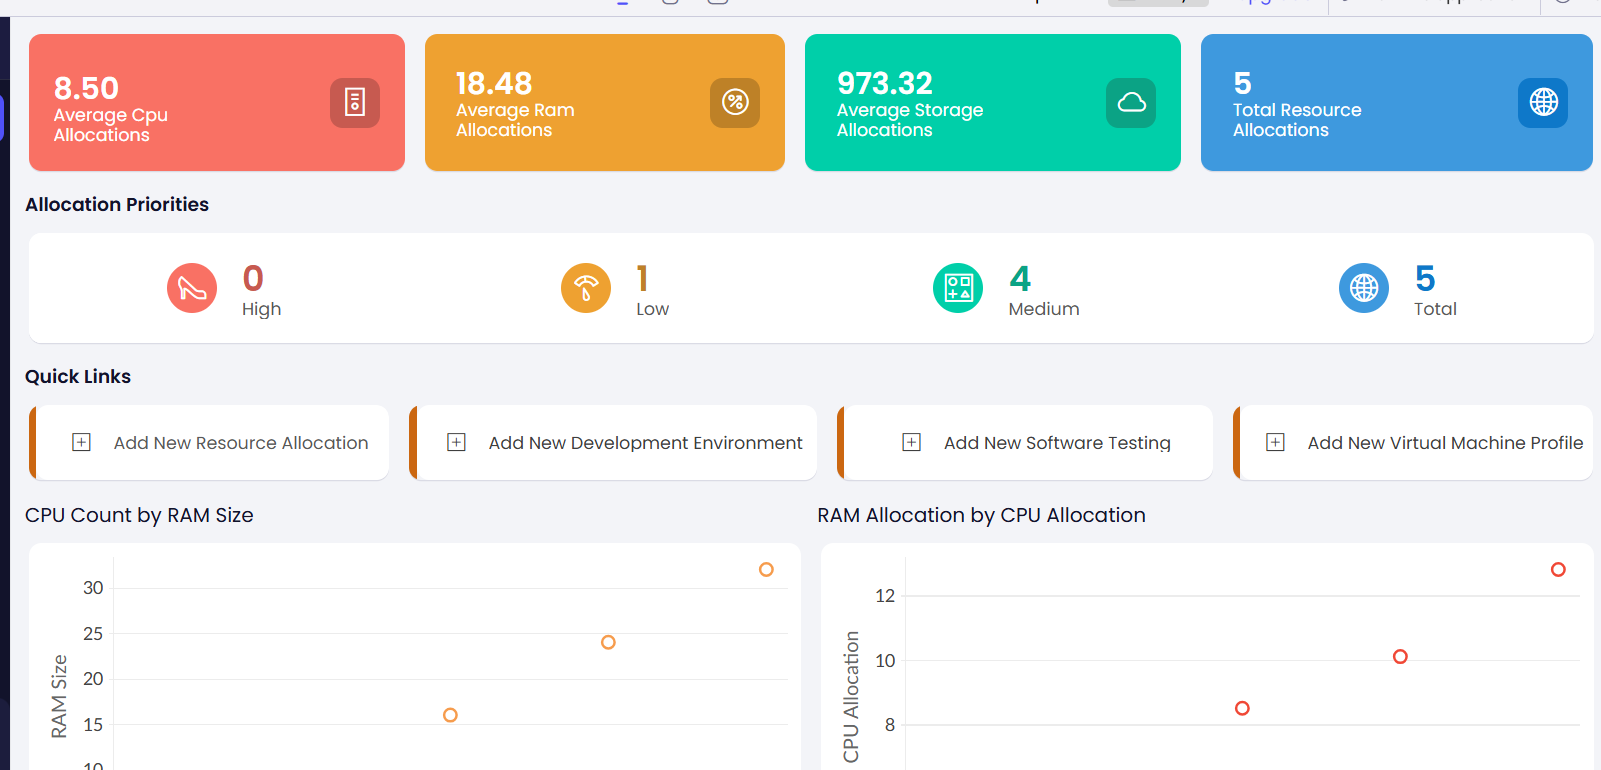 8.50
Average Cpu
Allocations
18.48
Average Ram
Allocations
973.32
Average Storage
Allocations
5
Total Resource
Allocations
Allocation Priorities
0
High
1
Low
4
Medium
5
Total
Quick Links
Add New Resource Allocation
Add New Development Environment
Add New Software Testing
Add New Virtual Machine Profile
CPU Count by RAM Size
30
25
20
15
10
RAM Size
RAM Allocation by CPU Allocation
12
10
8
CPU Allocation